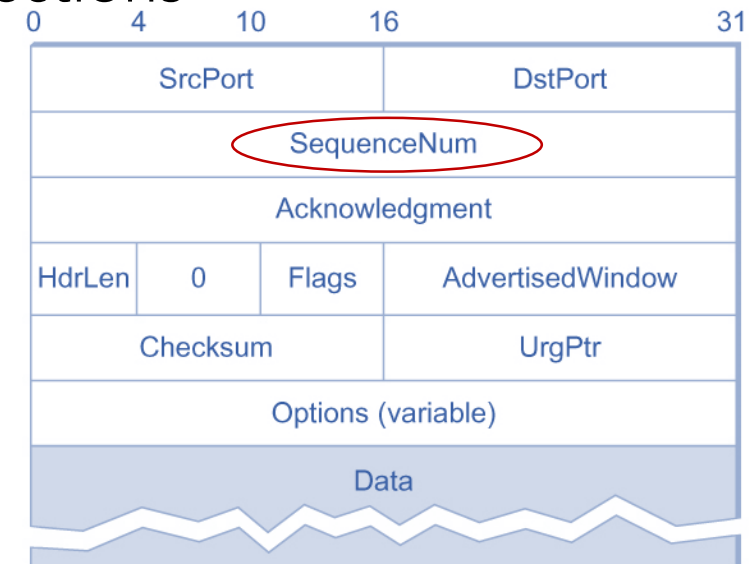 0 4 10 16 31
SrcPort DstPort
SequenceNum
Acknowledgment
HdrLen 0 Flags AdvertisedWindow
Checksum UrgPtr
Options (variable)
Data